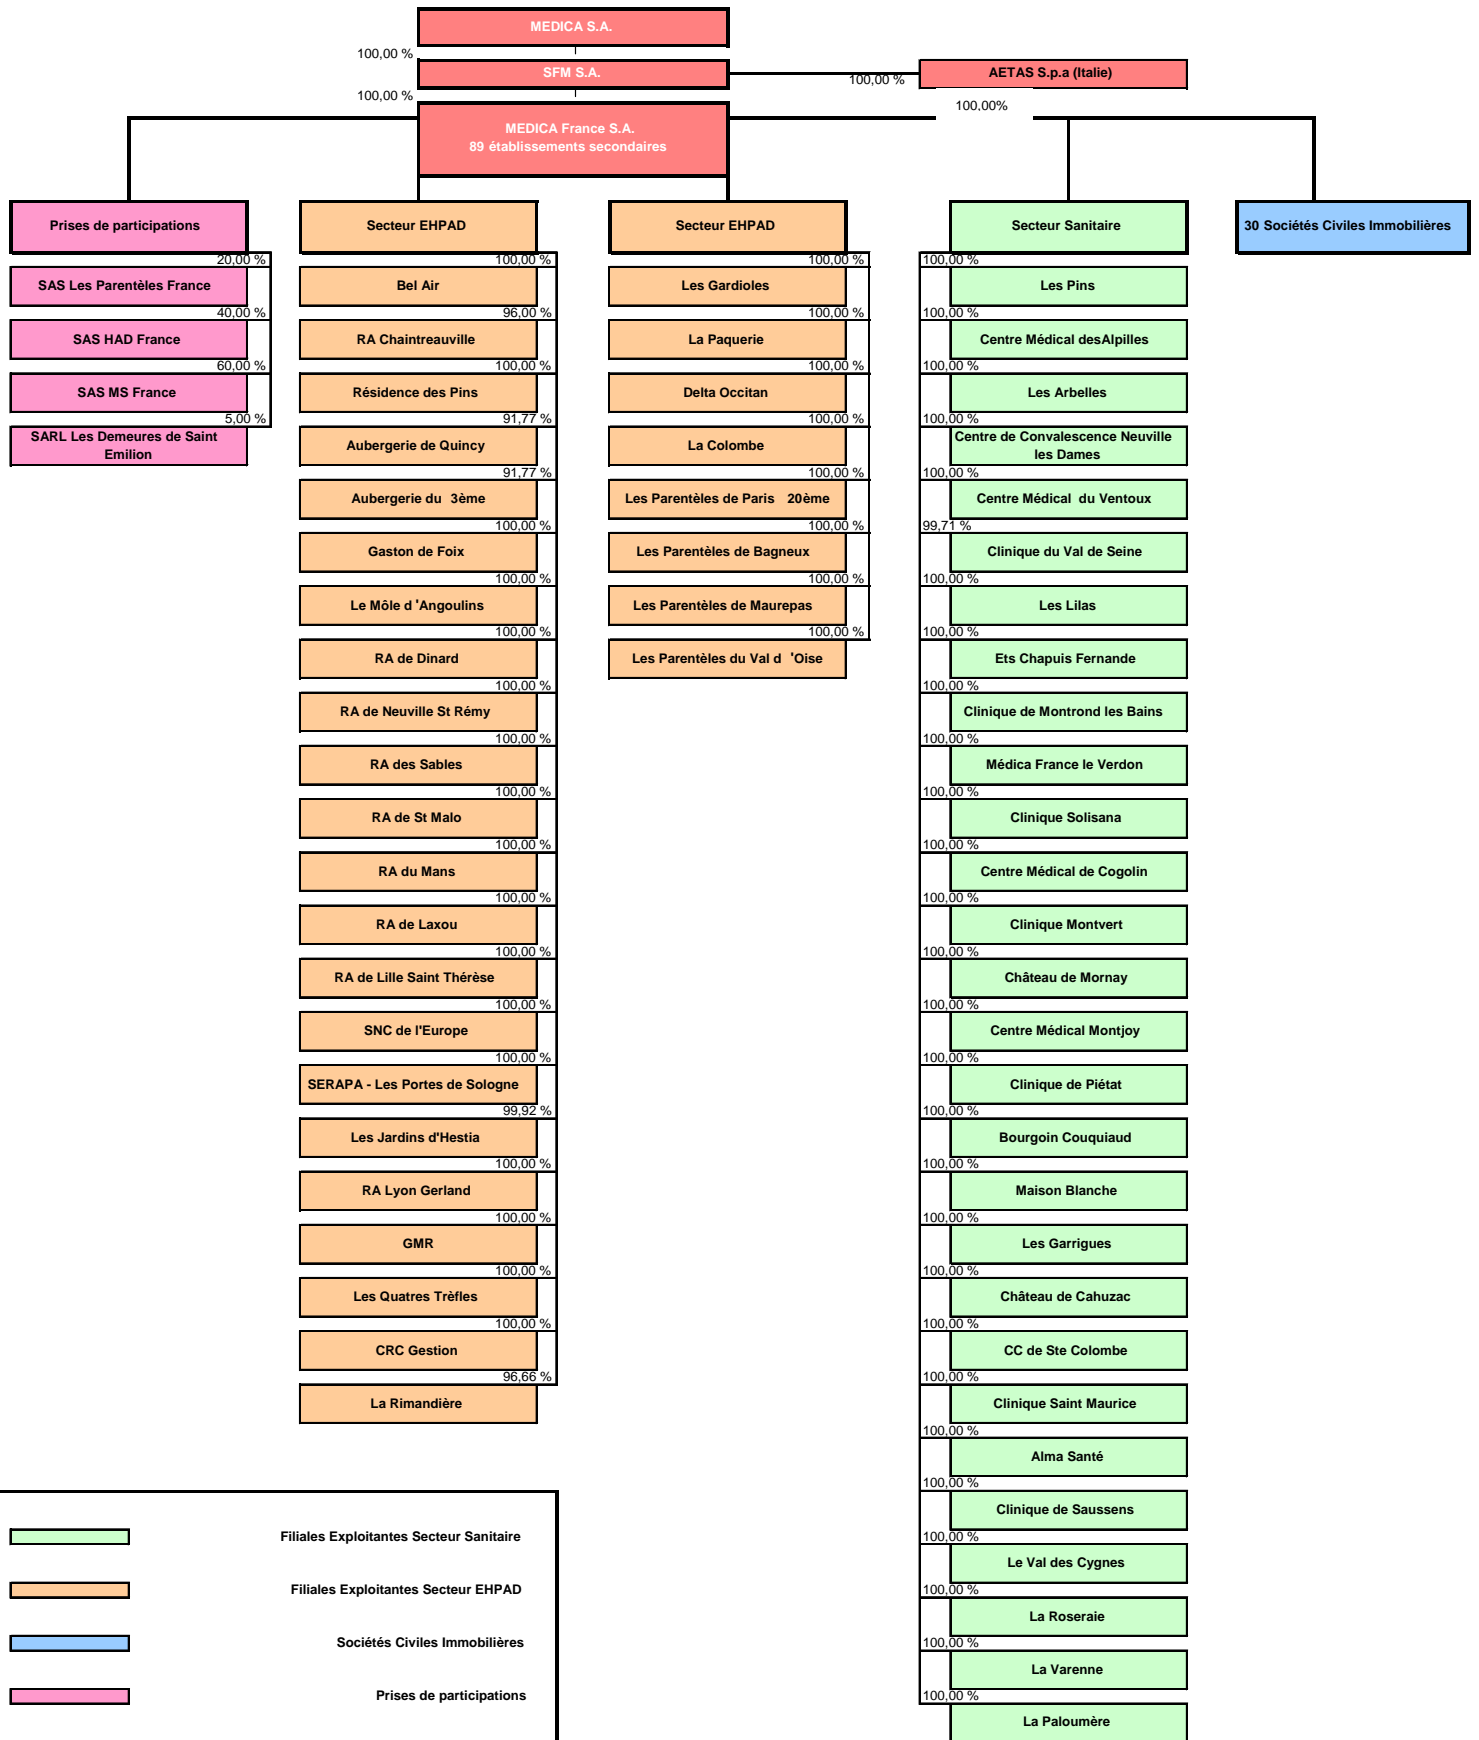 MEDICA S.A.
100,00 %
SFM S.A.
100,00 %
AETAS S.p.a (Italie)
100,00 %
100,00%
MEDICA France S.A.
89 établissements secondaires
Prises de participations
20,00 %
SAS Les Parentèles France
40,00 %
SAS HAD France
60,00 %
SAS MS France
5,00 %
SARL Les Demeures de Saint
Emilion
Secteur EHPAD
100,00 %
Bel Air
96,00 %
RA Chaintreauville
100,00 %
Résidence des Pins
91,77 %
Aubergerie de Quincy
91,77 %
Aubergerie du 3ème
100,00 %
Gaston de Foix
100,00 %
Le Môle d 'Angoulins
100,00 %
RA de Dinard
100,00 %
RA de Neuville St Rémy
100,00 %
RA des Sables
100,00 %
RA de St Malo
100,00 %
RA du Mans
100,00 %
RA de Laxou
100,00 %
RA de Lille Saint Thérèse
100,00 %
SNC de l'Europe
100,00 %
SERAPA - Les Portes de Sologne
99,92 %
Les Jardins d'Hestia
100,00 %
RA Lyon Gerland
100,00 %
GMR
100,00 %
Les Quatres Trèfles
100,00 %
CRC Gestion
96,66 %
La Rimandière
Secteur EHPAD
100,00 %
Les Gardioles
100,00 %
La Paquerie
100,00 %
Delta Occitan
100,00 %
La Colombe
100,00 %
Les Parentèles de Paris 20ème
100,00 %
Les Parentèles de Bagneux
100,00 %
Les Parentèles de Maurepas
100,00 %
Les Parentèles du Val d 'Oise
Secteur Sanitaire
100,00 %
Les Pins
100,00 %
Centre Médical desAlpilles
100,00 %
Les Arbelles
100,00 %
Centre de Convalescence Neuville
les Dames
100,00 %
Centre Médical du Ventoux
99,71 %
Clinique du Val de Seine
100,00 %
Les Lilas
100,00 %
Ets Chapuis Fernande
100,00 %
Clinique de Montrond les Bains
100,00 %
Médica France le Verdon
100,00 %
Clinique Solisana
100,00 %
Centre Médical de Cogolin
100,00 %
Clinique Montvert
100,00 %
Château de Mornay
100,00 %
Centre Médical Montjoy
100,00 %
Clinique de Piétat
100,00 %
Bourgoin Couquiaud
100,00 %
Maison Blanche
100,00 %
Les Garrigues
100,00 %
Château de Cahuzac
100,00 %
CC de Ste Colombe
100,00 %
Clinique Saint Maurice
100,00 %
Alma Santé
100,00 %
Clinique de Saussens
100,00 %
Le Val des Cygnes
100,00 %
La Roseraie
100,00 %
La Varenne
100,00 %
La Paloumère
30 Sociétés Civiles Immobilières
Filiales Exploitantes Secteur Sanitaire
Filiales Exploitantes Secteur EHPAD
Sociétés Civiles Immobilières
Prises de participations